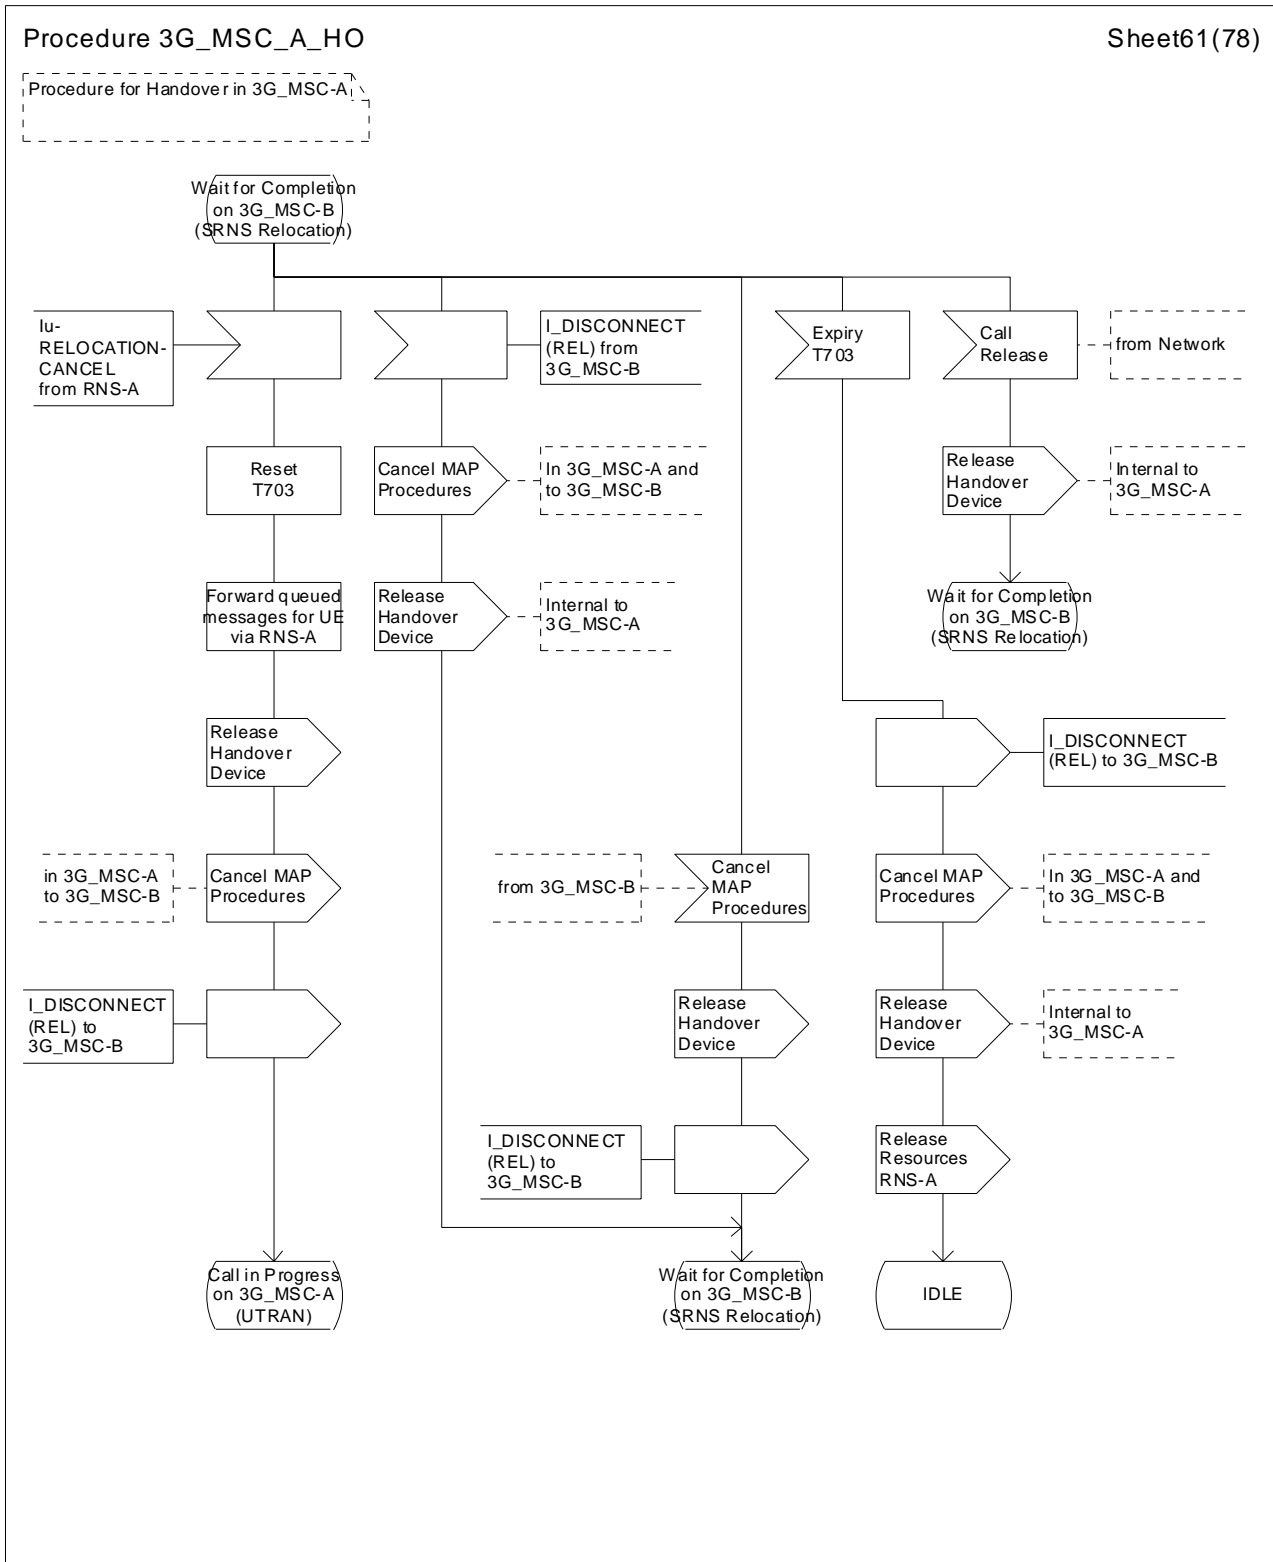 Procedure 3G_MSC_A_HO
Sheet61(78)
Procedure for Handover in 3G_MSC-A
Wait for Completion
on 3G_MSC-B
(SRNS Relocation)
Iu-
RELOCATION-
CANCEL
from RNS-A
I_DISCONNECT
(REL) from
3G_MSC-B
Expiry
T703
Call
Release
from Network
Reset
T703
Cancel MAP
Procedures
In 3G_MSC-A and
to 3G_MSC-B
Release
Handover
Device
Internal to
3G_MSC-A
Forward queued
messages for UE
via RNS-A
Release
Handover
Device
Internal to
3G_MSC-A
Wait for Completion
on 3G_MSC-B
(SRNS Relocation)
Release
Handover
Device
I_DISCONNECT
(REL) to 3G_MSC-B
in 3G_MSC-A
to 3G_MSC-B
Cancel MAP
Procedures
from 3G_MSC-B
Cancel
MAP
Procedures
Cancel MAP
Procedures
In 3G_MSC-A and
to 3G_MSC-B
I_DISCONNECT
(REL) to
3G_MSC-B
Release
Handover
Device
Release
Handover
Device
Internal to
3G_MSC-A
I_DISCONNECT
(REL) to
3G_MSC-B
Release
Resources
RNS-A
Call in Progress
on 3G_MSC-A
(UTRAN)
Wait for Completion
on 3G_MSC-B
(SRNS Relocation)
IDLE